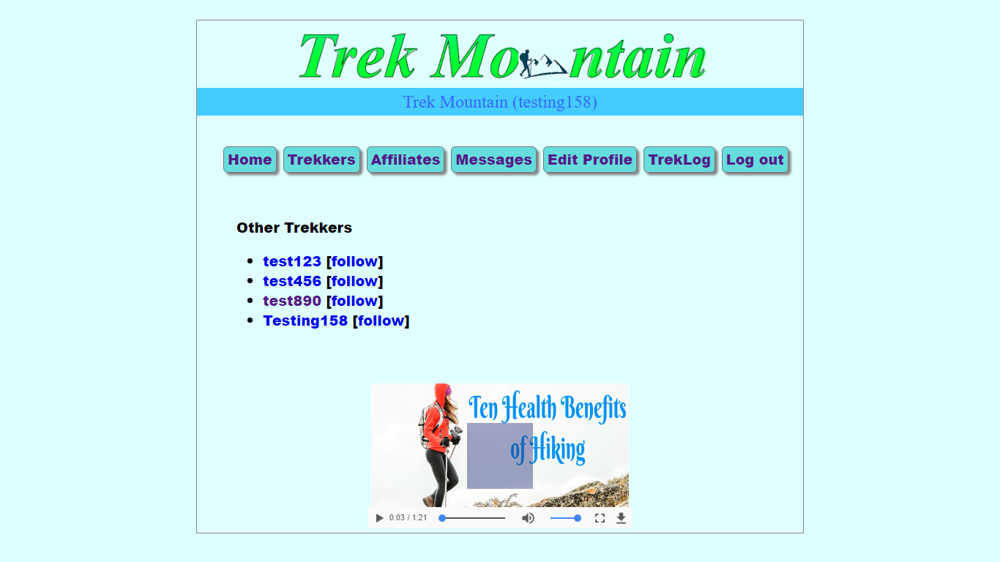 Trek Mountain
Trek Mountain (testing158)
Home Trekkers Affiliates Messages Edit Profile TrekLog Log out
Other Trekkers
test123 [follow]
test456 [follow]
test890 [follow]
Testing158 [follow]
Ten Health Benefits
of Hiking
0:03 / 1:21